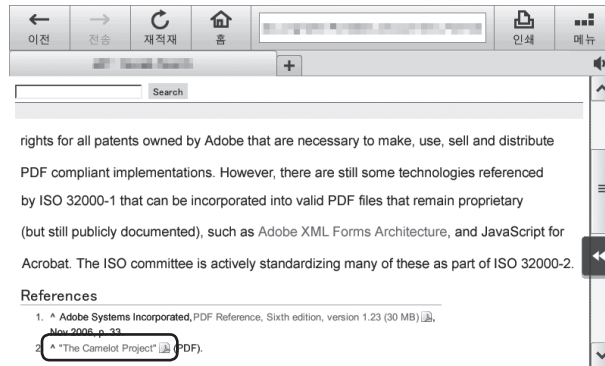 이전 전송 재적재 홈 인쇄 메뉴
Search
rights for all patents owned by Adobe that are necessary to make, use, sell and distribute
PDF compliant implementations. However, there are still some technologies referenced
by ISO 32000-1 that can be incorporated into valid PDF files that remain proprietary
(but still publicly documented), such as Adobe XML Forms Architecture, and JavaScript for
Acrobat. The ISO committee is actively standardizing many of these as part of ISO 32000-2.
References
1. ^ Adobe Systems Incorporated, PDF Reference, Sixth edition, version 1.23 (30 MB) ,
Nov 2006, p. 33.
2. ^ "The Camelot Project" (PDF).